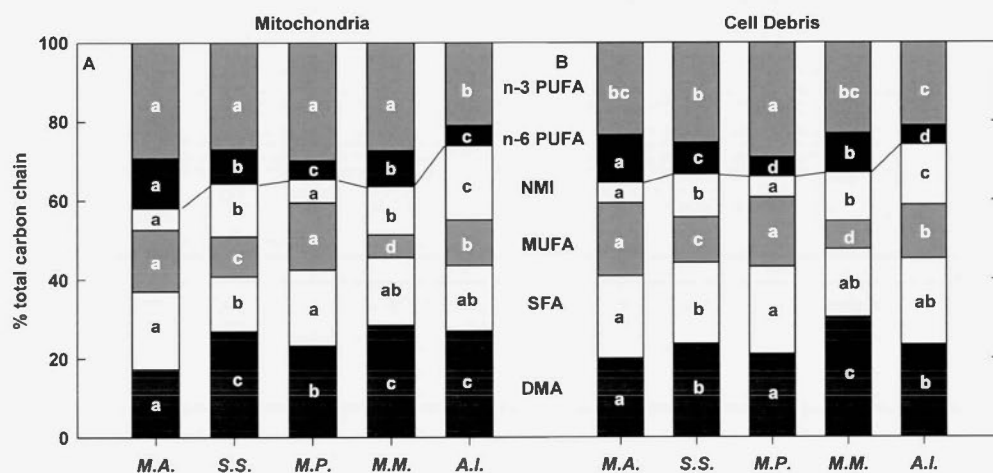 Mitochondria
Cell Debris
% total carbon chain
100
80
60
40
20
0
A
B
n-3 PUFA
n-6 PUFA
NMI
MUFA
SFA
DMA
a a a a b bc b a bc c
a b c b c a c d b d
a b a b c a b a b c
a c a d b a c a d b
a b a ab ab a b a ab ab
a c b c c a b a c b
M.A. S.S. M.P. M.M. A.I. M.A. S.S. M.P. M.M. A.I.